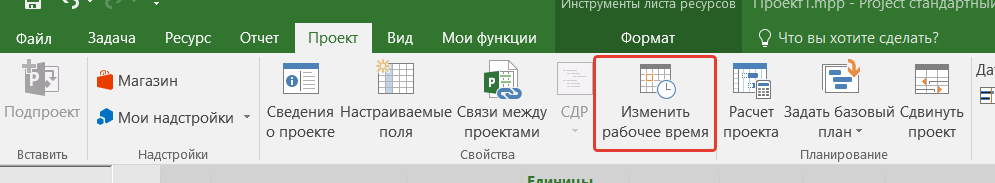 Инструменты листа ресурсов
Проект1.mpp - Project стандартный
Файл Задача Ресурс Отчет Проект Вид Мои функции Формат Что вы хотите сделать?
Подпроект
Магазин
Мои надстройки
Сведения
о проекте
Настраиваемые
поля
Связи между
проектами
СДР
Изменить
рабочее время
Расчет
проекта
Задать базовый
план
Сдвинуть
проект
Вставить Надстройки Свойства Планирование
Единицы